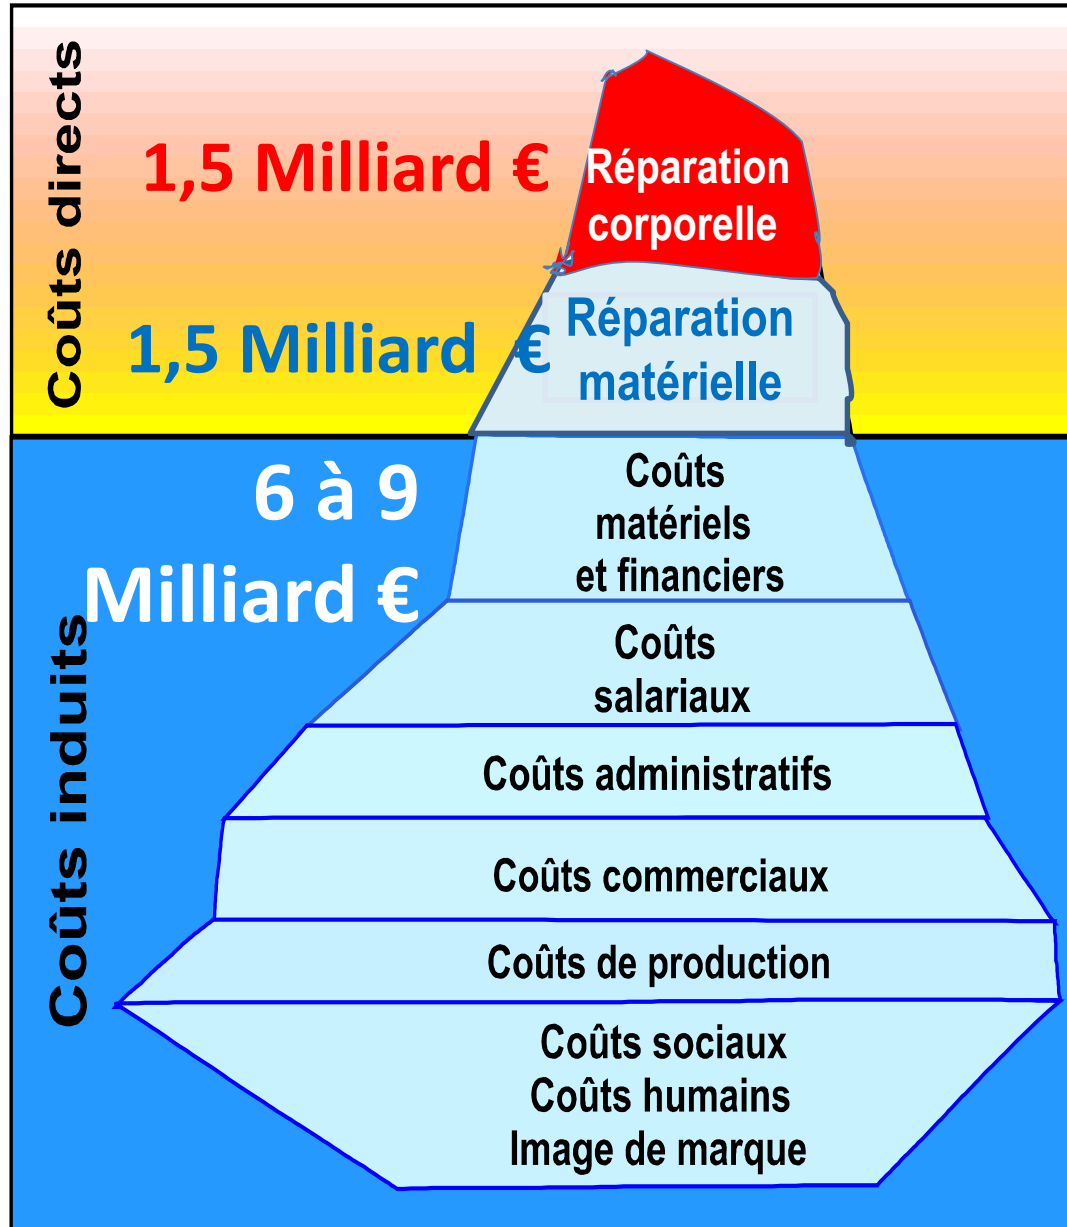 Coûts directs
1,5 Milliard €
Réparation
corporelle
1,5 Milliard €
Réparation
matérielle
Coûts induits
6 à 9
Milliard €
Coûts
matériels
et financiers
Coûts
salariaux
Coûts administratifs
Coûts commerciaux
Coûts de production
Coûts sociaux
Coûts humains
Image de marque